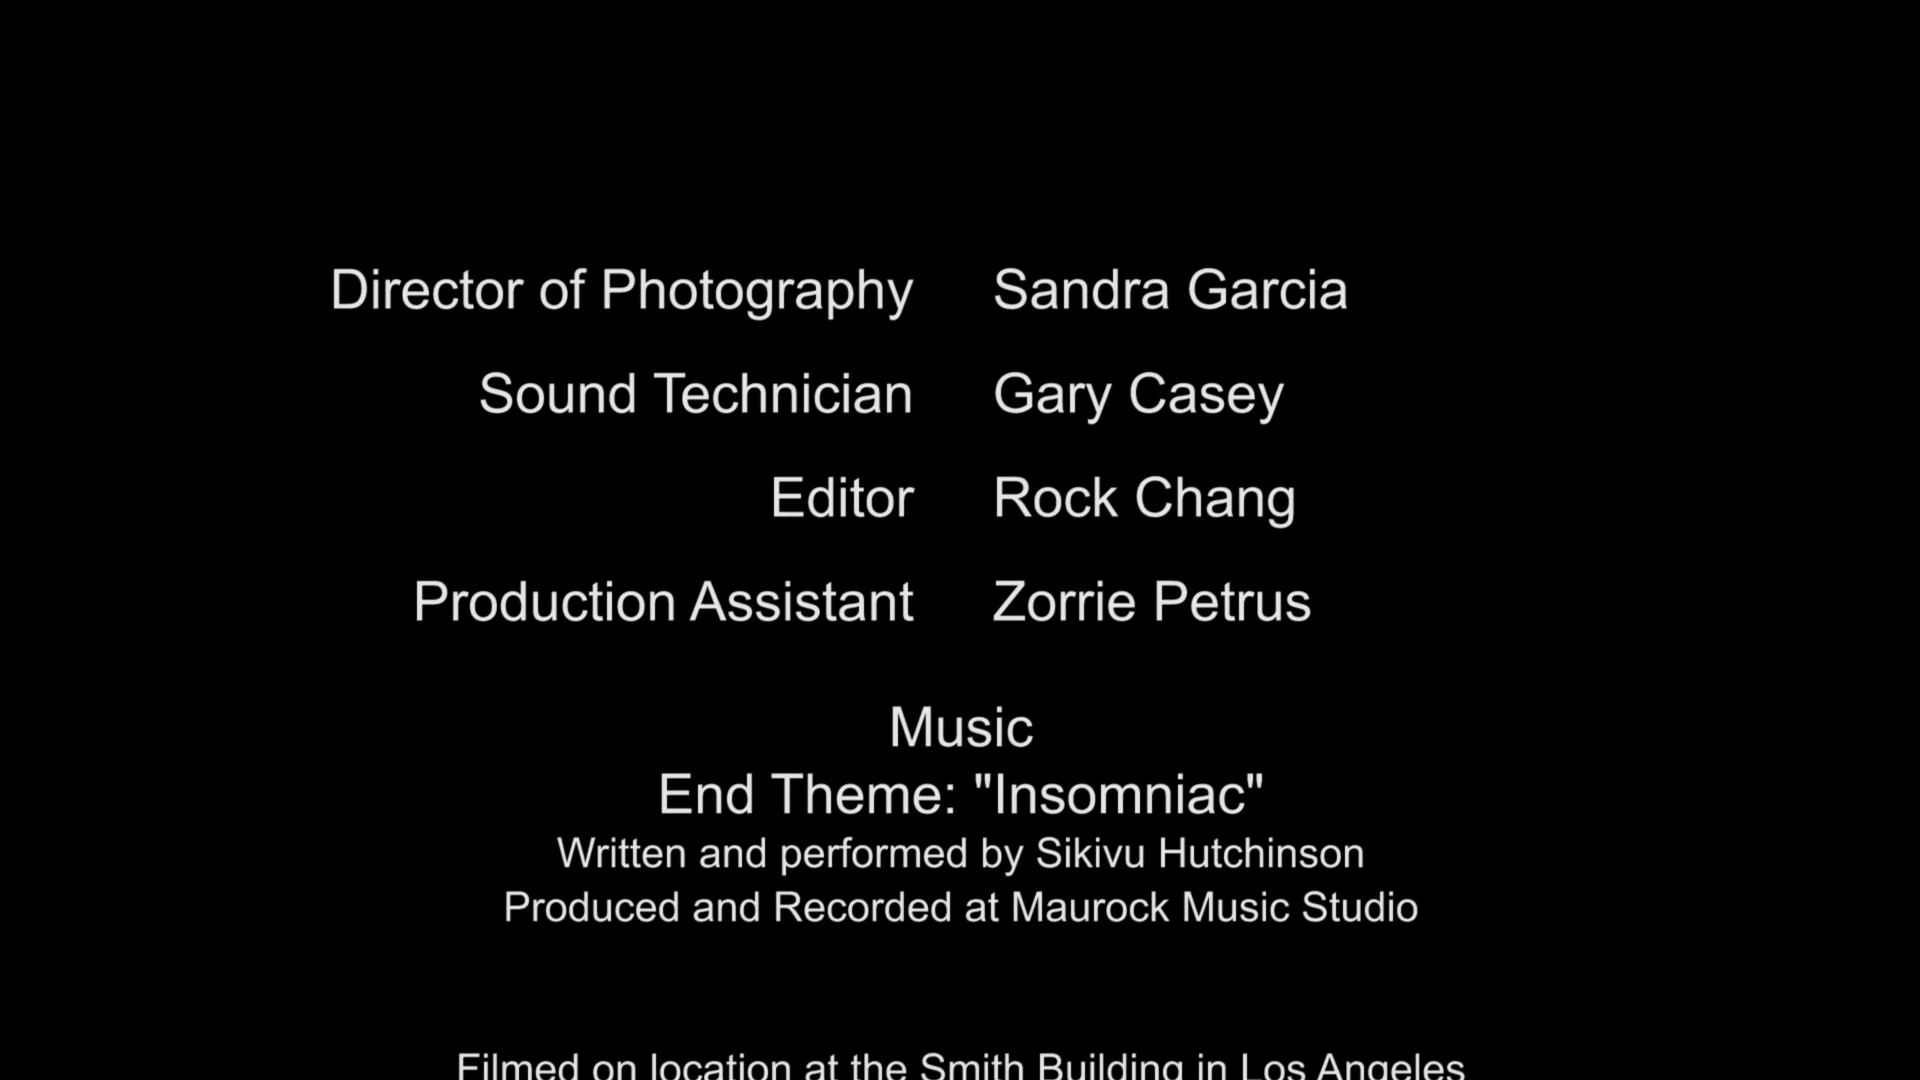 Director of Photography Sandra Garcia
Sound Technician Gary Casey
Editor Rock Chang
Production Assistant Zorrie Petrus
Music
End Theme: "Insomniac"
Written and performed by Sikivu Hutchinson
Produced and Recorded at Maurock Music Studio
Filmed on location at the Smith Building in Los Angeles